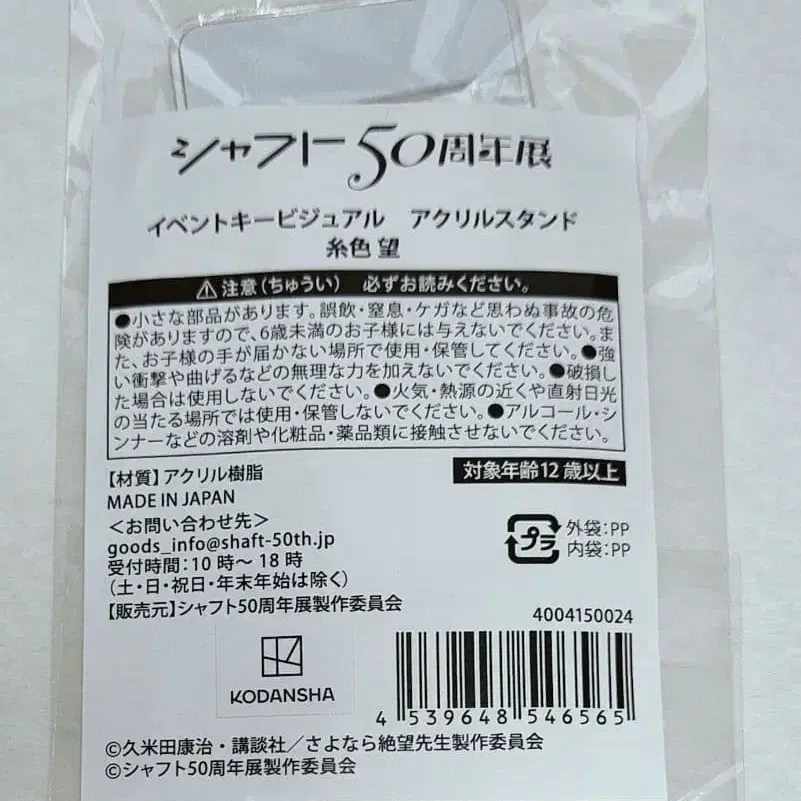 シャフト50周年展
イベントキービジュアル アクリルスタンド
糸色 望
⚠注意(ちゅうい) 必ずお読みください。
●小さな部品があります。誤飲・窒息・ケガなど思わぬ事故の危
険がありますので、6歳未満のお子様には与えないでください。ま
た、お子様の手が届かない場所で使用・保管してください。●強
い衝撃や曲げるなどの無理な力を加えないでください。●破損し
た場合は使用しないでください。●火気・熱源の近くや直射日光
の当たる場所では使用・保管しないでください。●アルコール・シ
ンナーなどの溶剤や化粧品・薬品類に接触させないでください。
【材質】アクリル樹脂
対象年齢12歳以上
MADE IN JAPAN
＜お問い合わせ先＞
goods_info@shaft-50th.jp
受付時間:10時〜18時
(土・日・祝日・年末年始は除く)
【販売元】シャフト50周年展製作委員会
プラ
外袋:PP
内袋:PP
4004150024
KODANSHA
4 539648 546565
©久米田康治・講談社／さよなら絶望先生製作委員会
©シャフト50周年展製作委員会